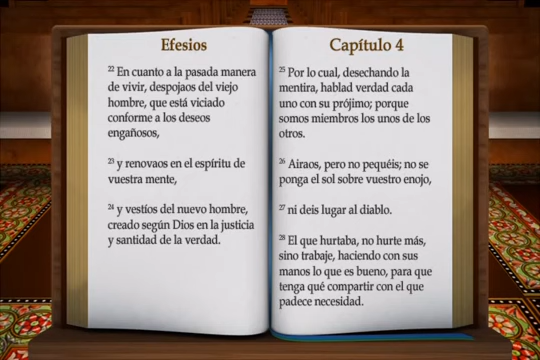 Efesios
22 En cuanto a la pasada manera
de vivir, despojaos del viejo
hombre, que está viciado
conforme a los deseos
engañosos,
23 y renovaos en el espíritu de
vuestra mente,
24 y vestíos del nuevo hombre,
creado según Dios en la justicia
y santidad de la verdad.
Capítulo 4
25 Por lo cual, desechando la
mentira, hablad verdad cada
uno con su prójimo; porque
somos miembros los unos de los
otros.
26 Airaos, pero no pequéis; no se
ponga el sol sobre vuestro enojo,
27 ni deis lugar al diablo.
28 El que hurtaba, no hurte más,
sino trabaje, haciendo con sus
manos lo que es bueno, para que
tenga qué compartir con el que
padece necesidad.